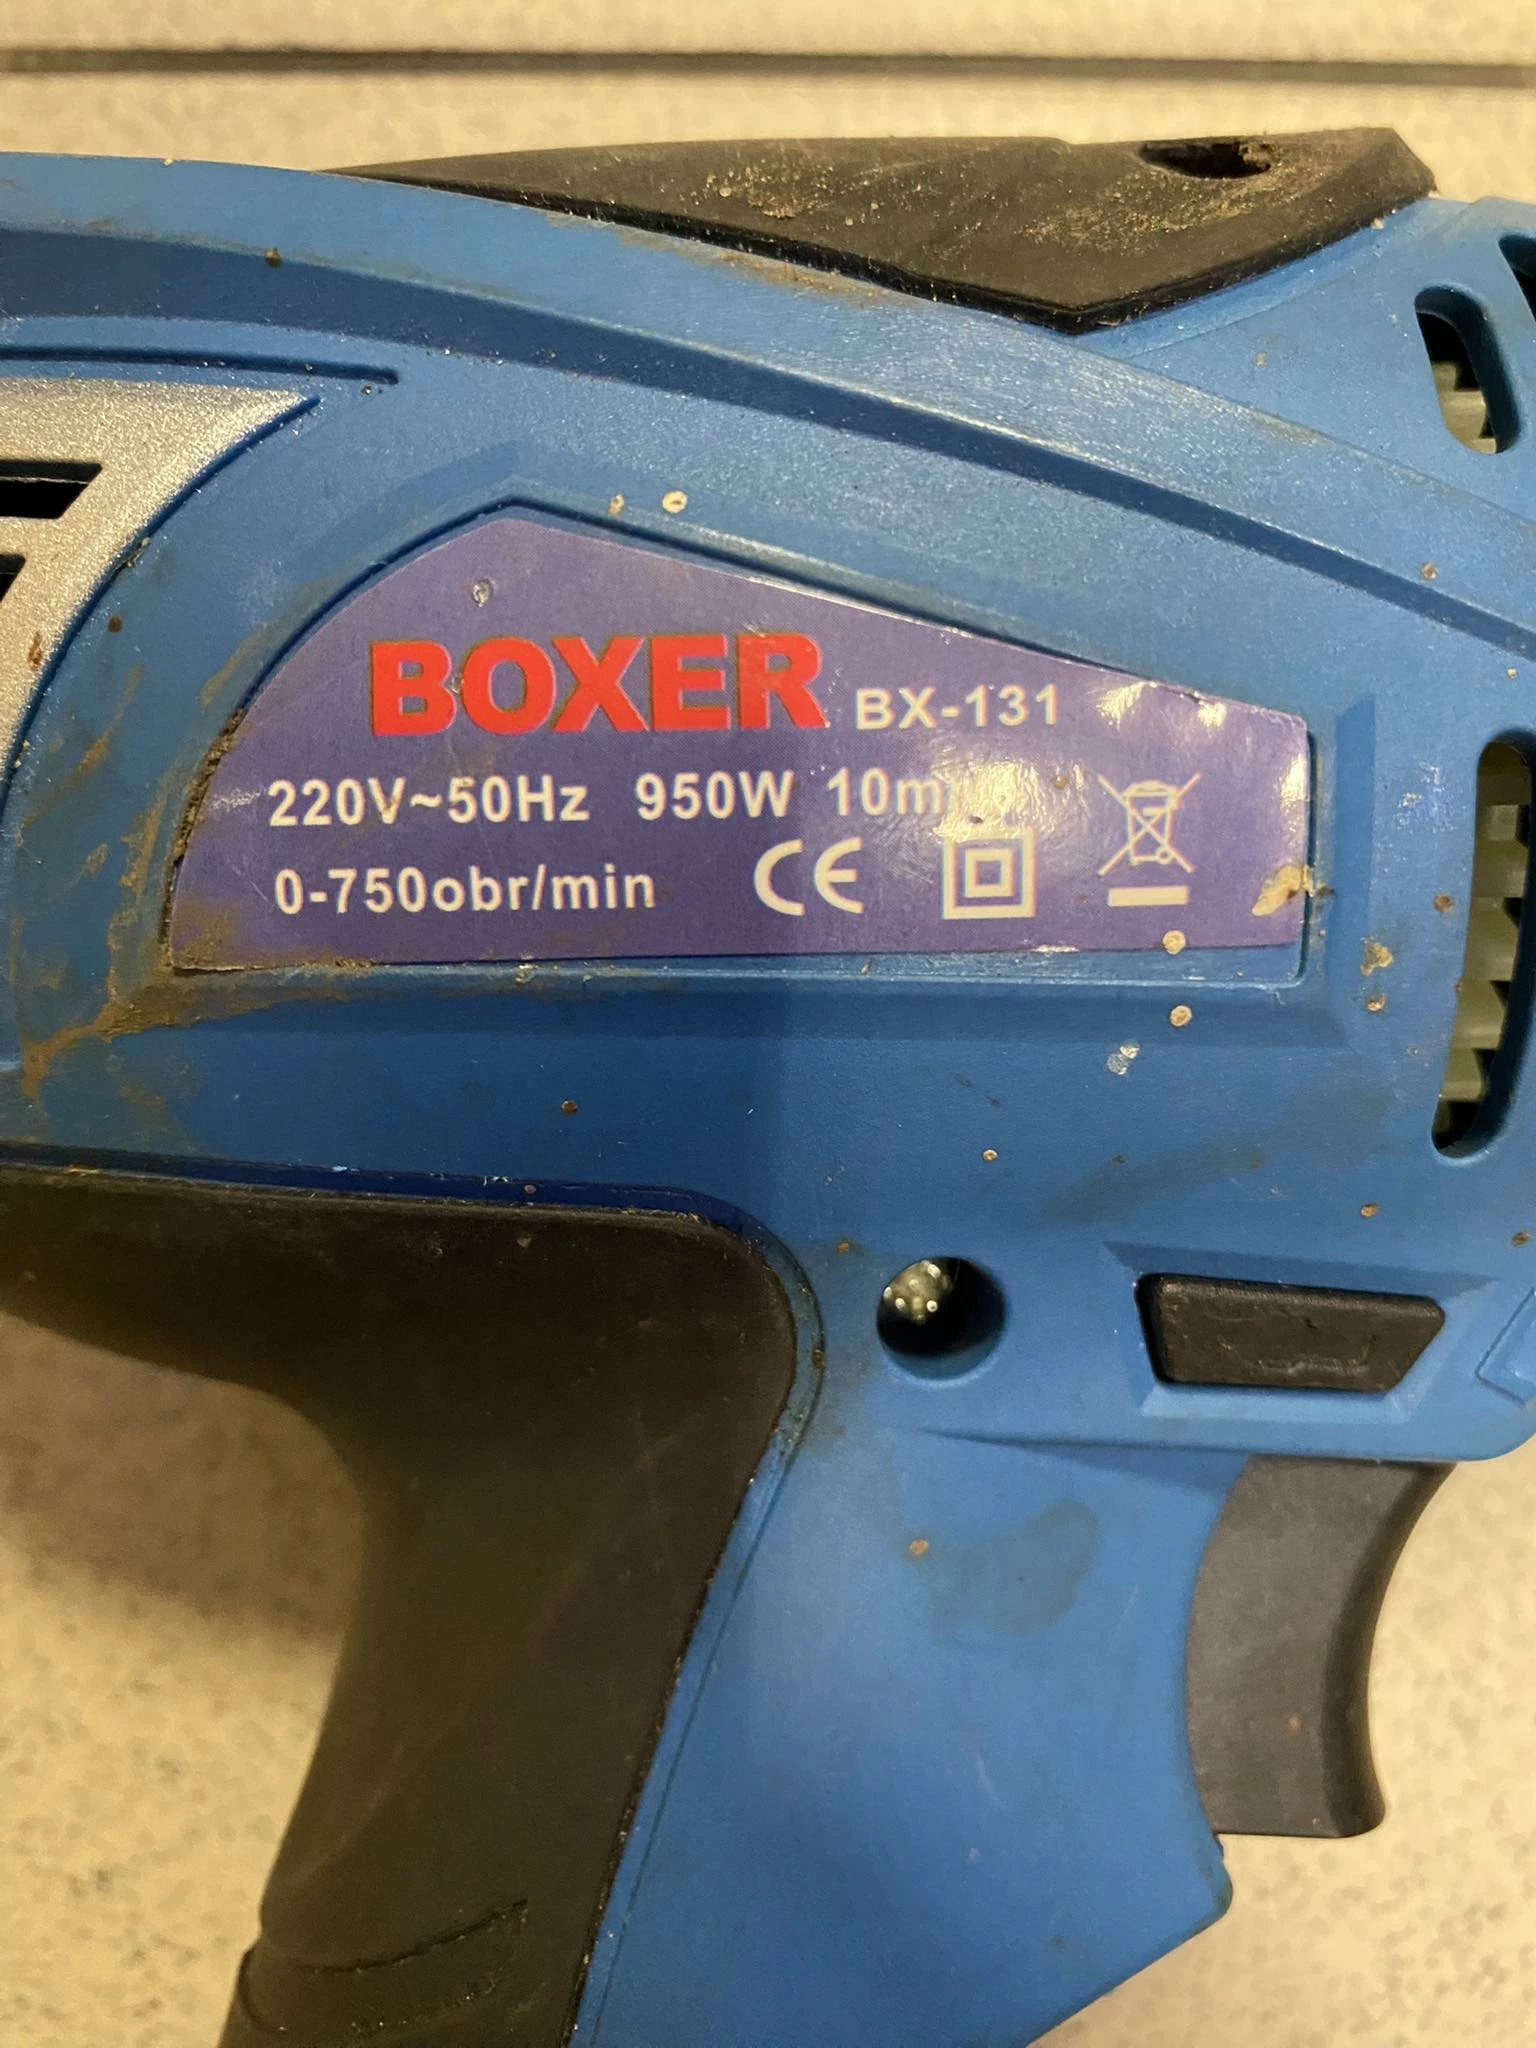 BOXER BX-131
220V~50Hz 950W
0-750obr/min CE